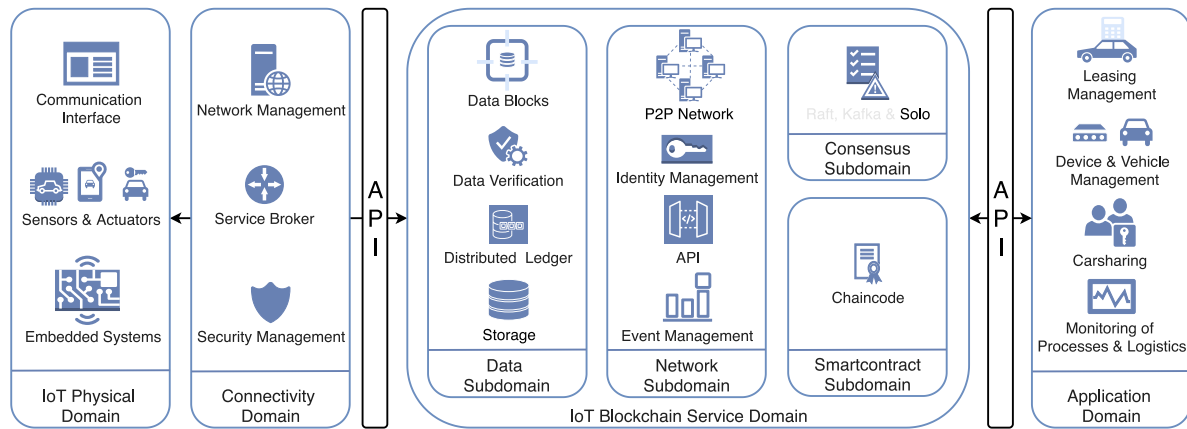 Communication
Interface
Sensors & Actuators
Embedded Systems
IoT Physical
Domain
Network Management
Service Broker
Security Management
Connectivity
Domain
A
P
I
Data Blocks
Data Verification
Distributed Ledger
Storage
Data
Subdomain
P2P Network
Identity Management
</>
API
Event Management
Network
Subdomain
Raft, Kafka & Solo
Consensus
Subdomain
Chaincode
Smartcontract
Subdomain
IoT Blockchain Service Domain
A
P
I
Leasing
Management
Device & Vehicle
Management
Carsharing
Monitoring of
Processes & Logistics
Application
Domain